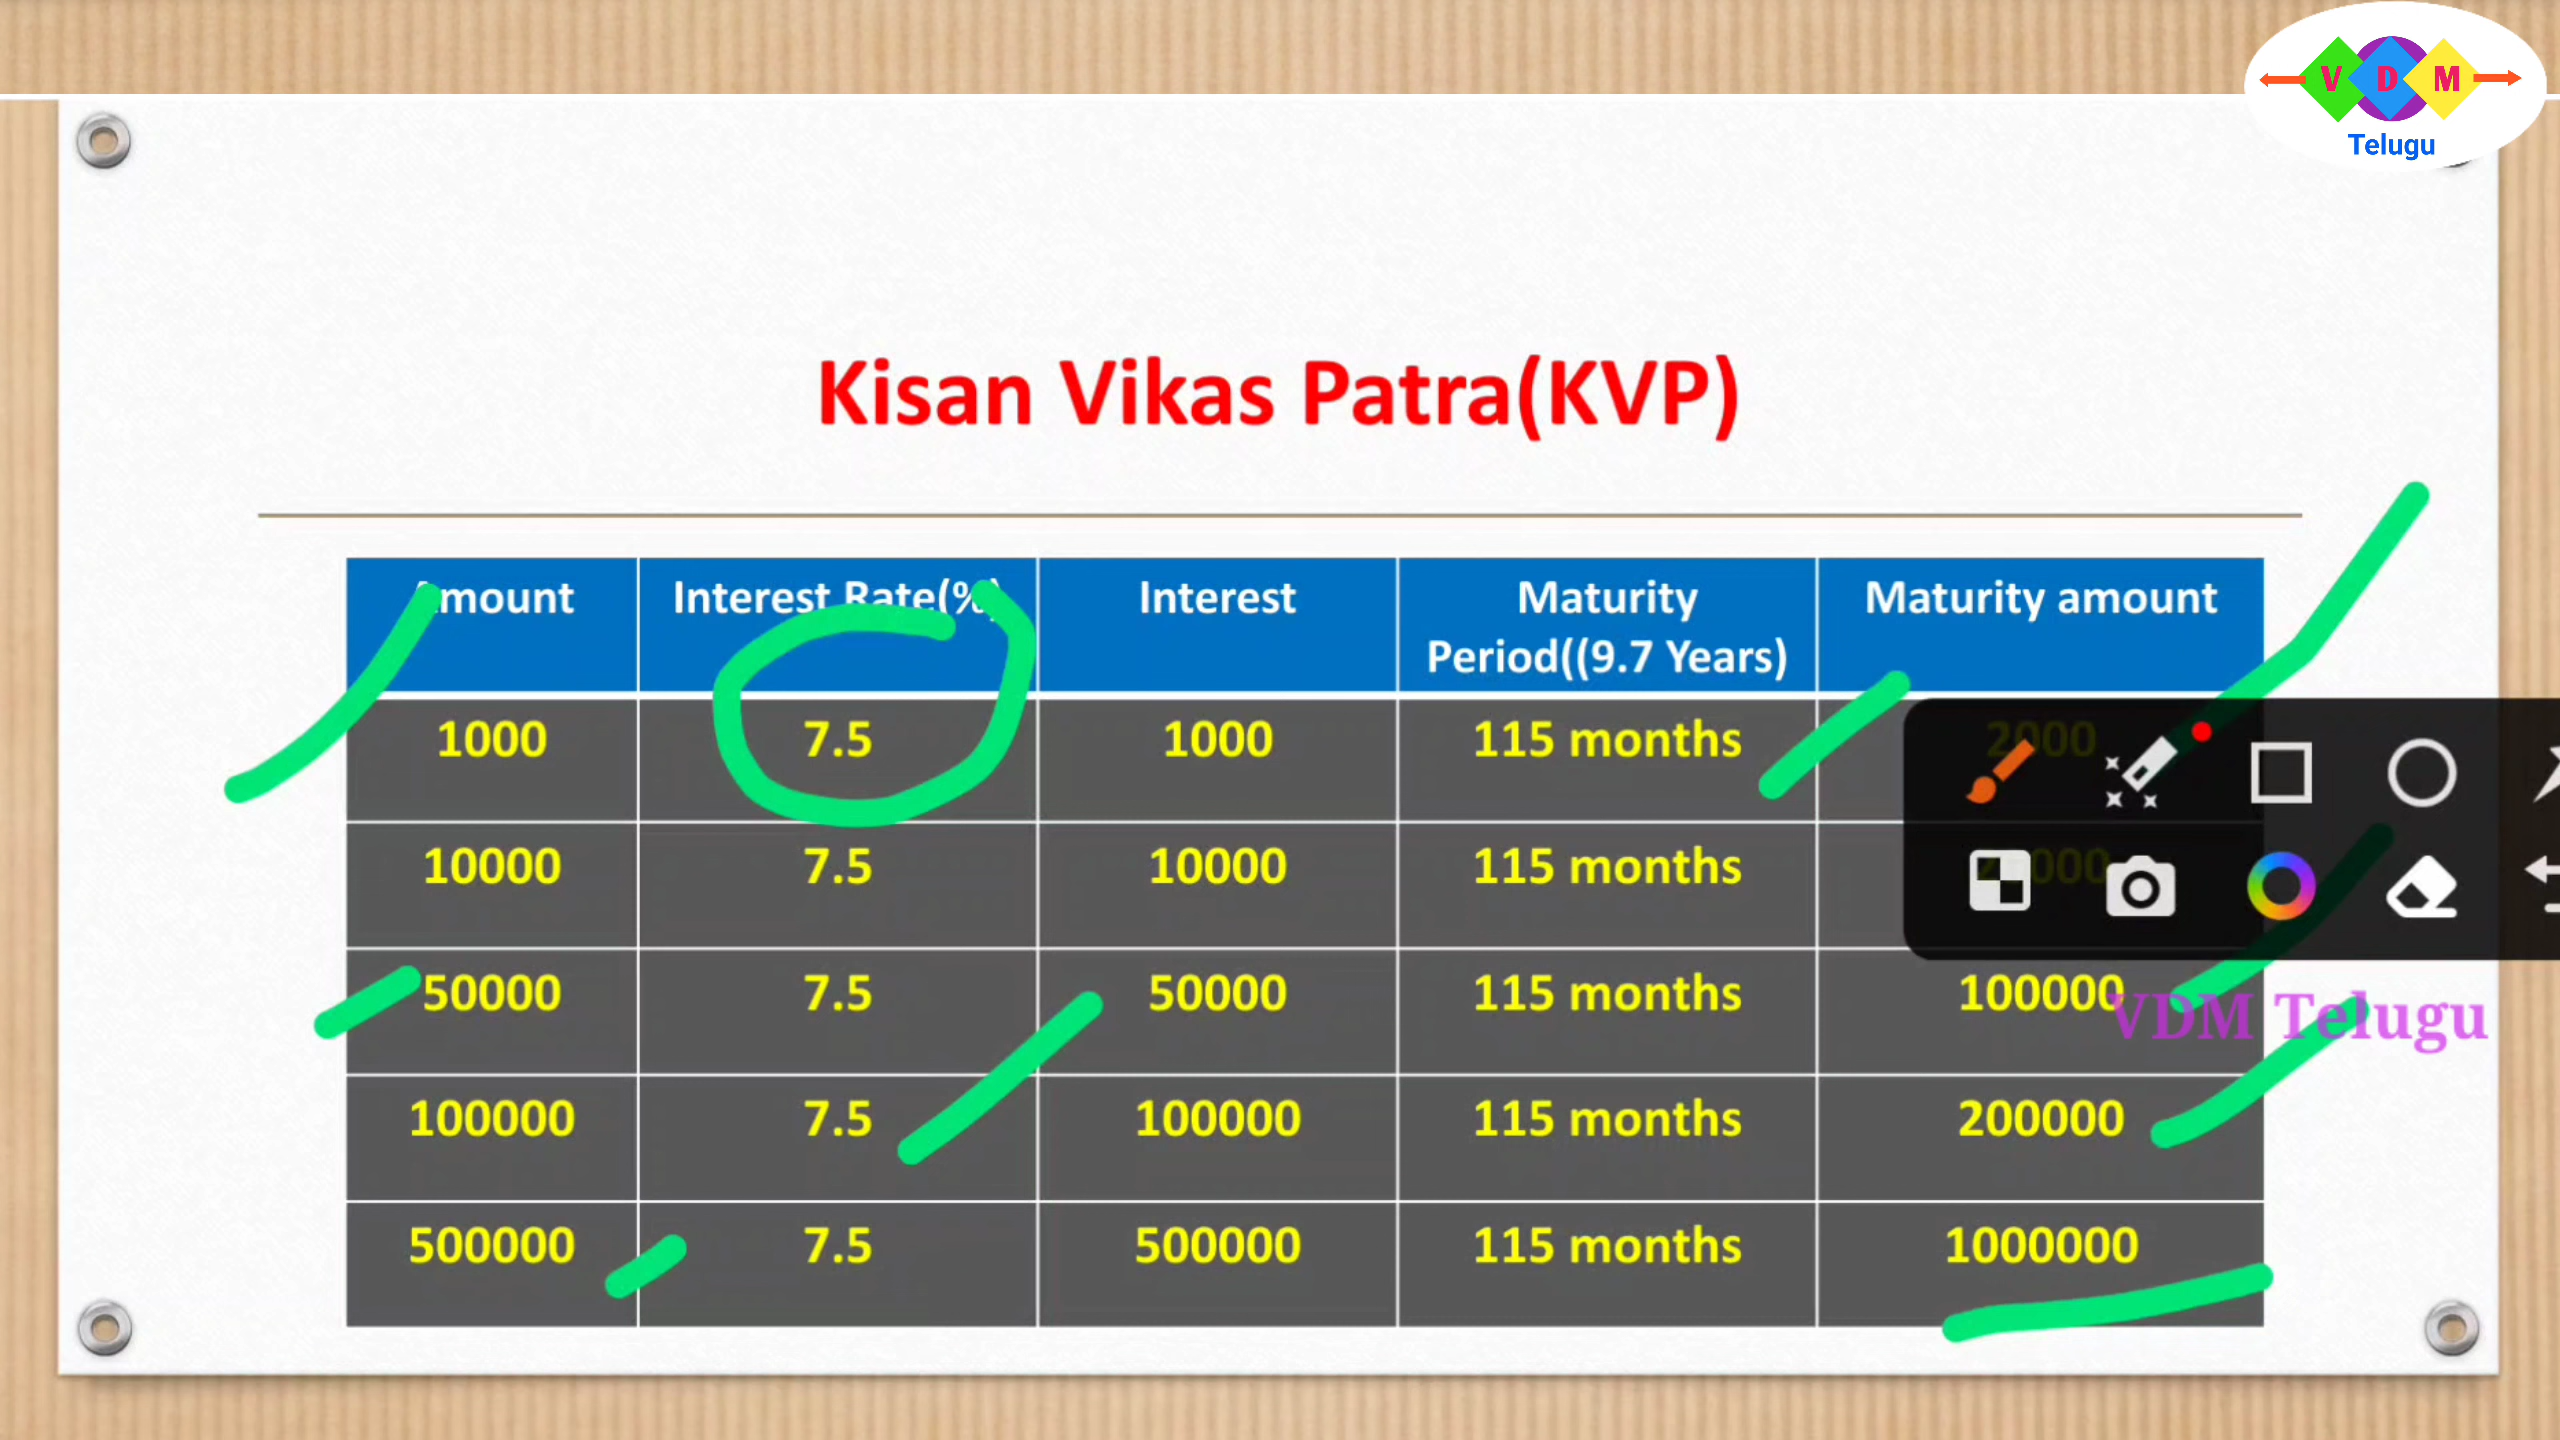 V D M
Telugu
Kisan Vikas Patra(KVP)
Amount Interest Rate(%) Interest Maturity Period((9.7 Years) Maturity amount
1000 7.5 1000 115 months 2000
10000 7.5 10000 115 months
50000 7.5 50000 115 months 100000
VDM Telugu
100000 7.5 100000 115 months 200000
500000 7.5 500000 115 months 1000000